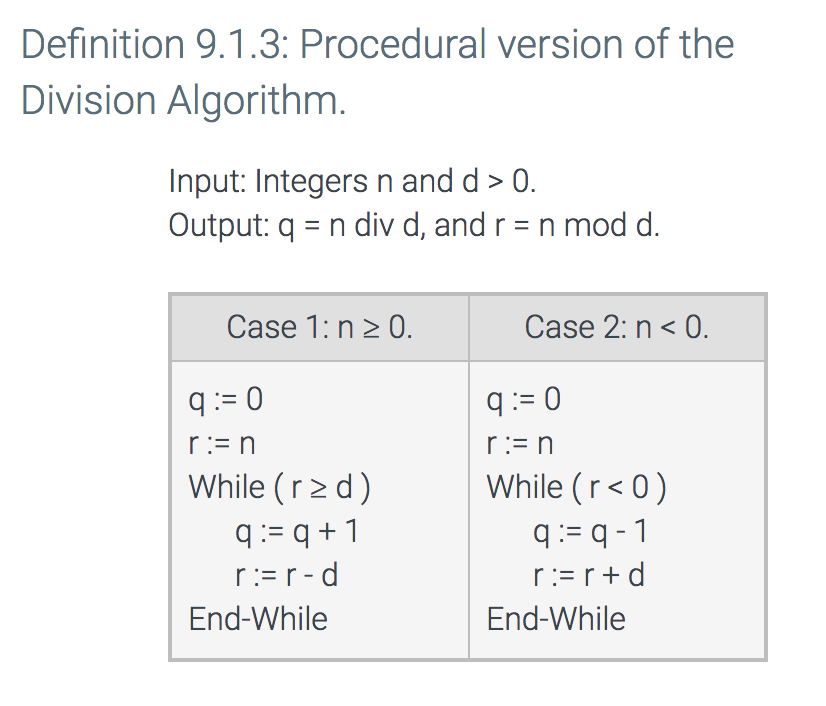 Definition 9.1.3: Procedural version of the
Division Algorithm.
Input: Integers n and d > 0.
Output: q = n div d, and r = n mod d.
Case 1: n ≥ 0.
q := 0
r := n
While ( r ≥ d )
q := q + 1
r := r - d
End-While
Case 2: n < 0.
q := 0
r := n
While ( r < 0 )
q := q - 1
r := r + d
End-While